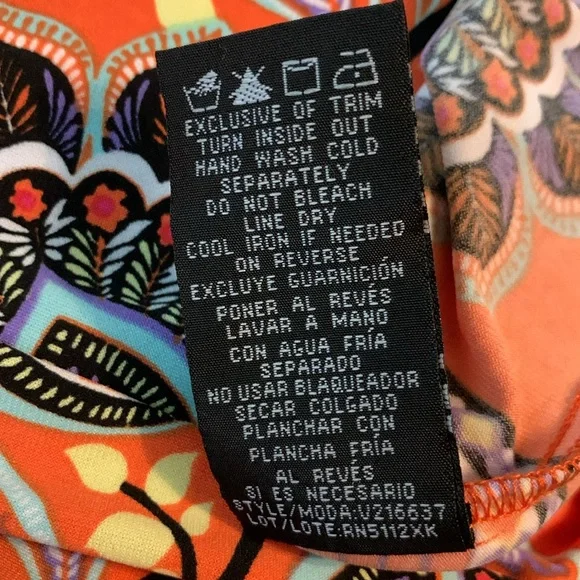 EXCLUSIVE OF TRIM
TURN INSIDE OUT
HAND WASH COLD
SEPARATELY
DO NOT BLEACH
LINE DRY
COOL IRON IF NEEDED
ON REVERSE
EXCLUYE GUARNICIÓN
PONER AL REVÉS
LAVAR A MANO
CON AGUA FRÍA
SEPARADO
NO USAR BLAQUEADOR
SECAR COLGADO
PLANCHAR CON
PLANCHA FRÍA
AL REVÉS
SI ES NECESARIO
STYLE/MODA:V216637
LOT/LOTE:RN5112XK